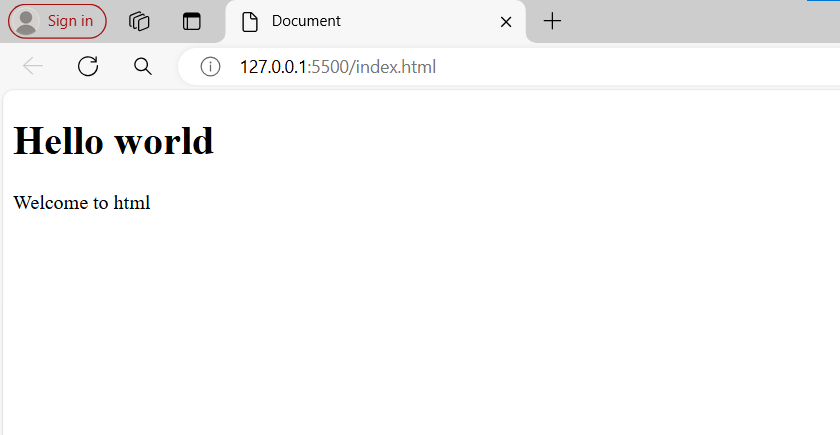 Sign in
Document
127.0.0.1:5500/index.html
Hello world
Welcome to html